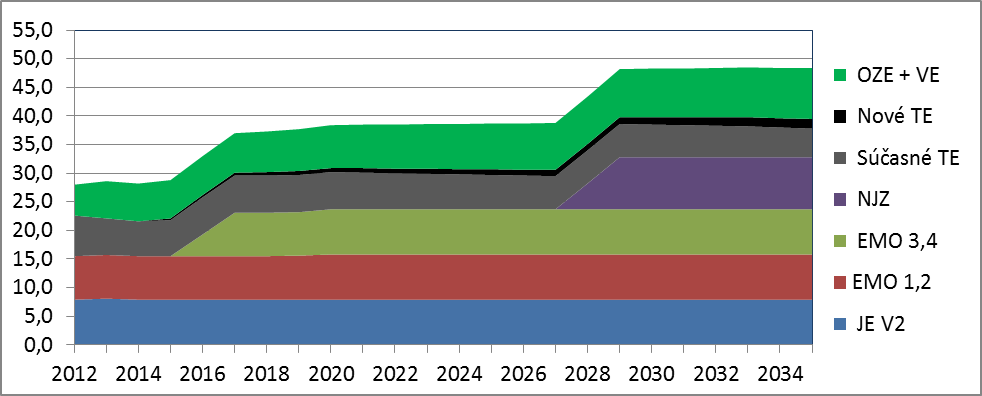 55,0
50,0
45,0
40,0
35,0
30,0
25,0
20,0
15,0
10,0
5,0
0,0
2012 2014 2016 2018 2020 2022 2024 2026 2028 2030 2032 2034
OZE + VE
Nové TE
Súčasné TE
NJZ
EMO 3,4
EMO 1,2
JE V2